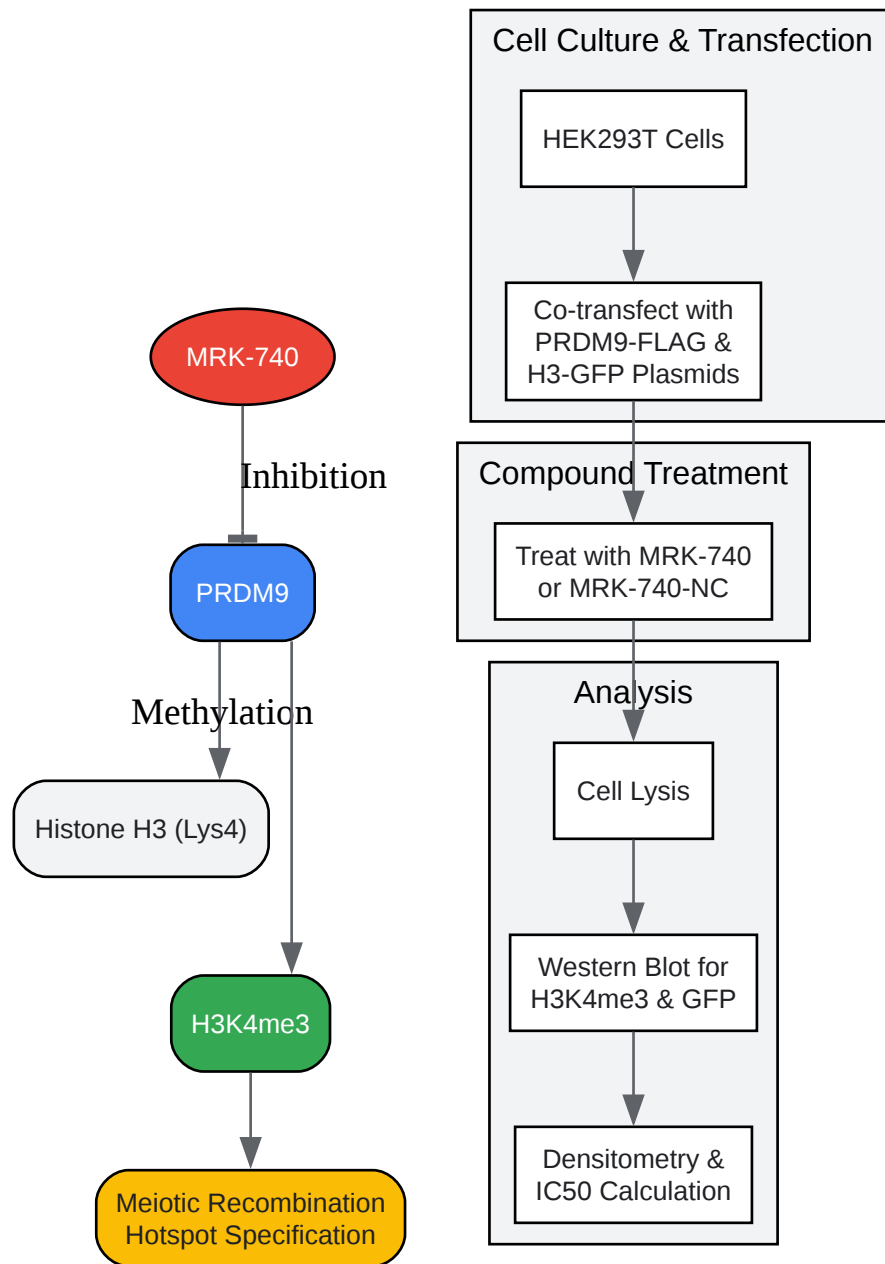 MRK-740
Inhibition
PRDM9
Methylation
Histone H3 (Lys4)
H3K4me3
Meiotic Recombination
Hotspot Specification
Cell Culture & Transfection
HEK293T Cells
Co-transfect with
PRDM9-FLAG &
H3-GFP Plasmids
Compound Treatment
Treat with MRK-740
or MRK-740-NC
Analysis
Cell Lysis
Western Blot for
H3K4me3 & GFP
Densitometry &
IC50 Calculation